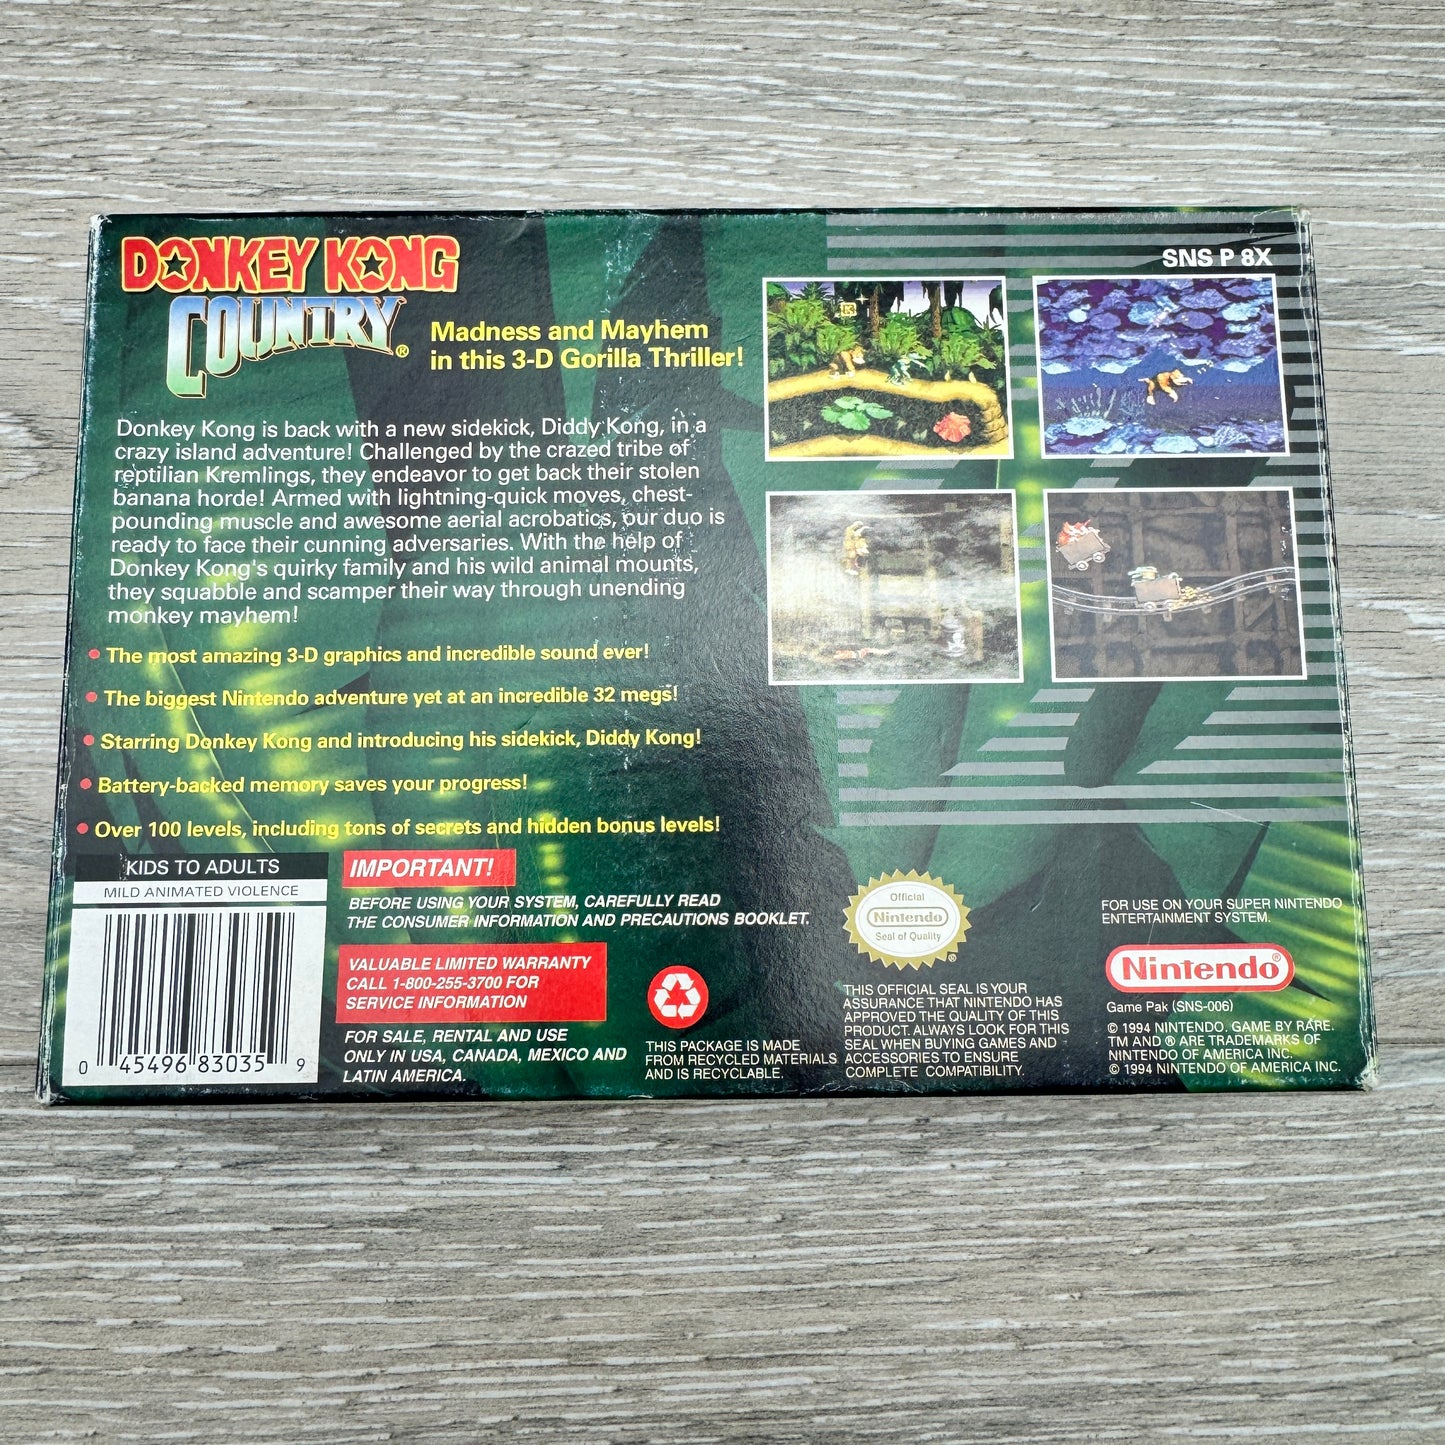 DONKEY KONG
COUNTRY®
Madness and Mayhem
in this 3-D Gorilla Thriller!
SNS P 8X
Donkey Kong is back with a new sidekick, Diddy Kong, in a
crazy island adventure! Challenged by the crazed tribe of
reptilian Kremlings, they endeavor to get back their stolen
banana horde! Armed with lightning-quick moves, chest-
pounding muscle and awesome aerial acrobatics, our duo is
ready to face their cunning adversaries. With the help of
Donkey Kong's quirky family and his wild animal mounts,
they squabble and scamper their way through unending
monkey mayhem!
• The most amazing 3-D graphics and incredible sound ever!
• The biggest Nintendo adventure yet at an incredible 32 megs!
• Starring Donkey Kong and introducing his sidekick, Diddy Kong!
• Battery-backed memory saves your progress!
• Over 100 levels, including tons of secrets and hidden bonus levels!
KIDS TO ADULTS
MILD ANIMATED VIOLENCE
0 45496 83035 9
IMPORTANT!
BEFORE USING YOUR SYSTEM, CAREFULLY READ
THE CONSUMER INFORMATION AND PRECAUTIONS BOOKLET.
VALUABLE LIMITED WARRANTY
CALL 1-800-255-3700 FOR
SERVICE INFORMATION
FOR SALE, RENTAL AND USE
ONLY IN USA, CANADA, MEXICO AND
LATIN AMERICA.
THIS PACKAGE IS MADE
FROM RECYCLED MATERIALS
AND IS RECYCLABLE.
Official
Nintendo
Seal of Quality
®
THIS OFFICIAL SEAL IS YOUR
ASSURANCE THAT NINTENDO HAS
APPROVED THE QUALITY OF THIS
PRODUCT. ALWAYS LOOK FOR THIS
SEAL WHEN BUYING GAMES AND
ACCESSORIES TO ENSURE
COMPLETE COMPATIBILITY.
FOR USE ON YOUR SUPER NINTENDO
ENTERTAINMENT SYSTEM.
Nintendo®
Game Pak (SNS-006)
© 1994 NINTENDO. GAME BY RARE.
TM AND ® ARE TRADEMARKS OF
NINTENDO OF AMERICA INC.
© 1994 NINTENDO OF AMERICA INC.